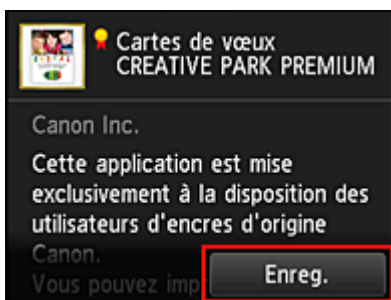 Cartes de vœux
CREATIVE PARK PREMIUM
Canon Inc.
Cette application est mise
exclusivement à la disposition des
utilisateurs d'encres d'origine
Canon.
Vous pouvez
Enreg.